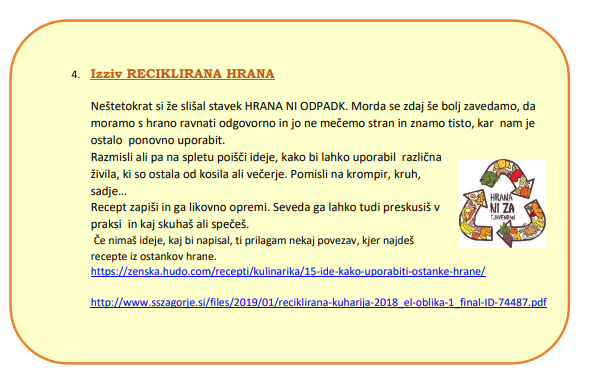 4. Izziv RECIKLIRANA HRANA
Neštetokrat si že slišal stavek HRANA NI ODPADK. Morda se zdaj še bolj zavedamo, da
moramo s hrano ravnati odgovorno in jo ne mečemo stran in znamo tisto, kar nam je
ostalo ponovno uporabit.
Razmisli ali pa na spletu poišči ideje, kako bi lahko uporabil različna
živila, ki so ostala od kosila ali večerje. Pomisli na krompir, kruh,
sadje...
Recept zapiši in ga likovno opremi. Seveda ga lahko tudi preskusiš v
praksi in kaj skuhaš ali spečeš.
Če nimaš ideje, kaj bi napisal, ti prilagam nekaj povezav, kjer najdeš
recepte iz ostankov hrane.
https://zenska.hudo.com/recepti/kulinarika/15-ide-kako-uporabiti-ostanke-hrane/
http://www.sszagorje.si/files/2019/01/reciklirana-kuharija-2018_el-oblika-1_final-ID-74487.pdf
HRANA
NI ZA